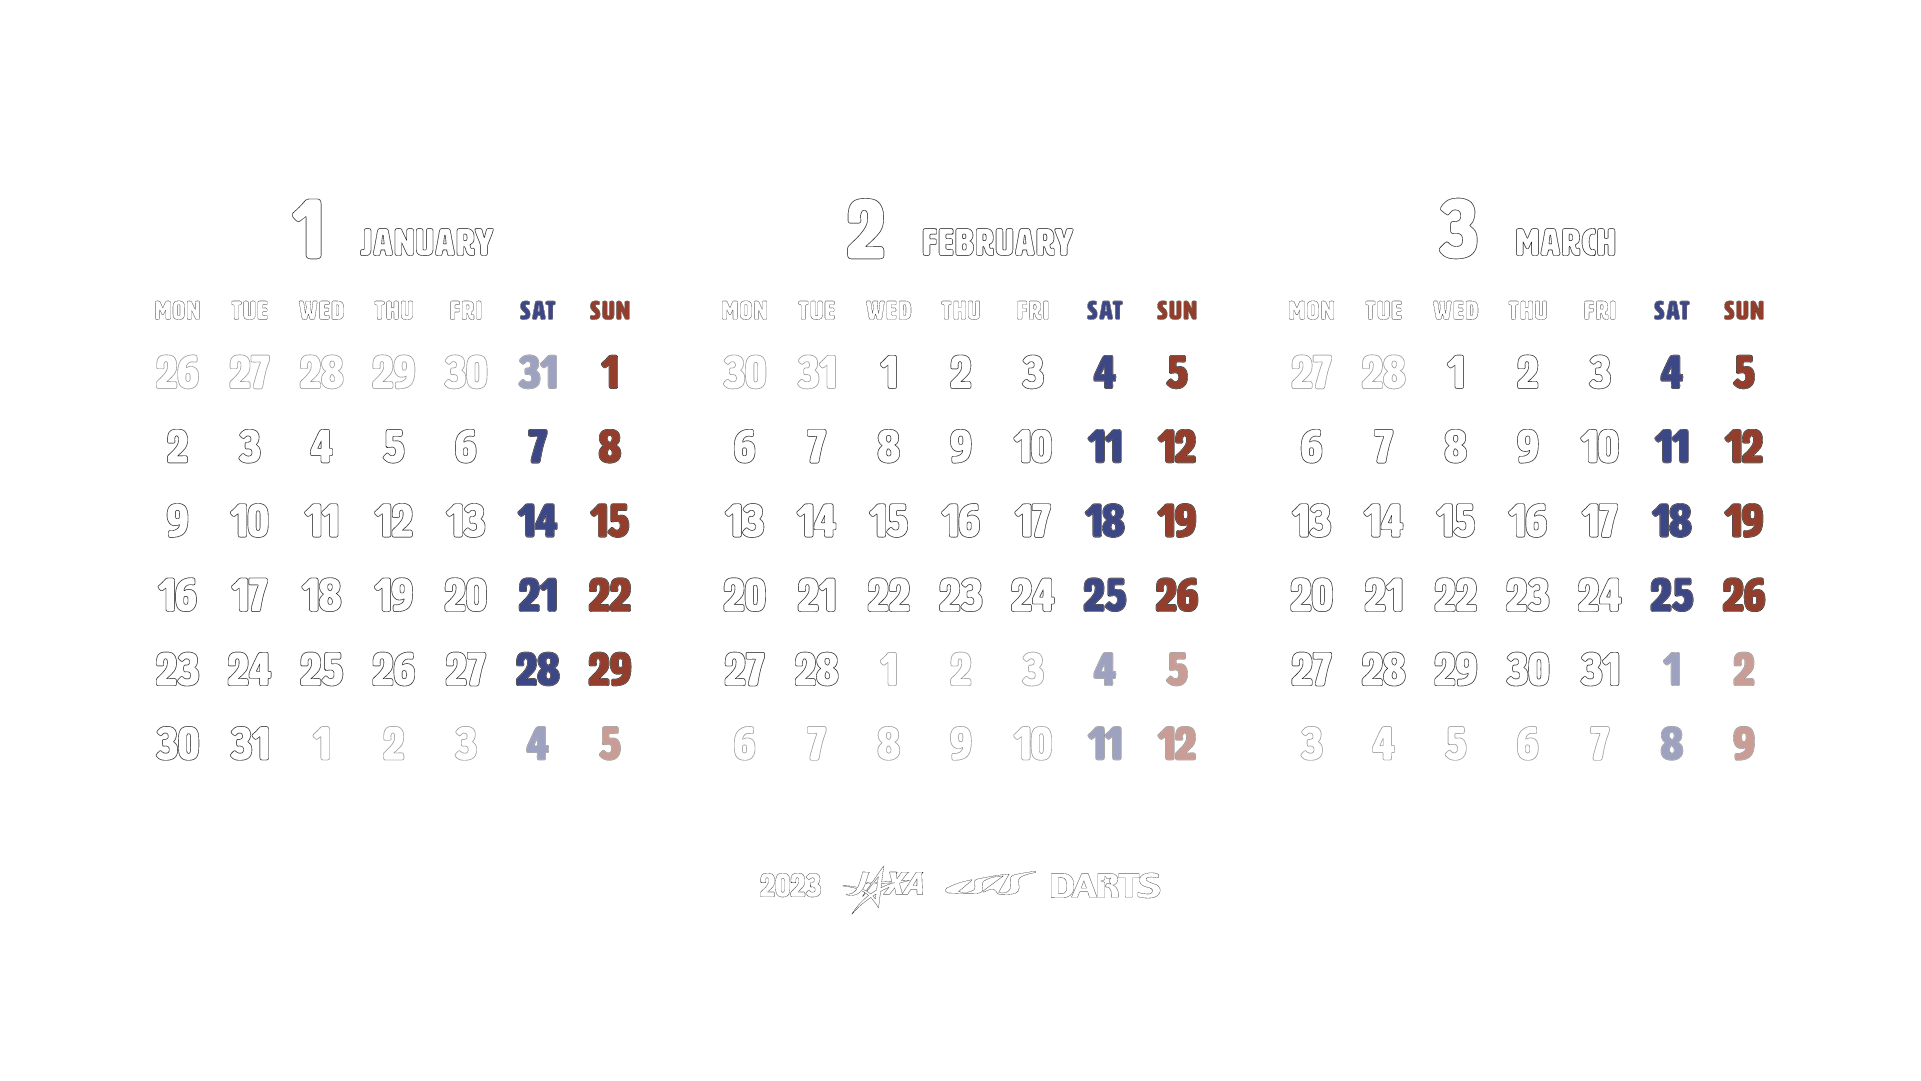 1 JANUARY
MON TUE WED THU FRI SAT SUN
26 27 28 29 30 31 1
2 3 4 5 6 7 8
9 10 11 12 13 14 15
16 17 18 19 20 21 22
23 24 25 26 27 28 29
30 31 1 2 3 4 5
2 FEBRUARY
MON TUE WED THU FRI SAT SUN
30 31 1 2 3 4 5
6 7 8 9 10 11 12
13 14 15 16 17 18 19
20 21 22 23 24 25 26
27 28 1 2 3 4 5
6 7 8 9 10 11 12
3 MARCH
MON TUE WED THU FRI SAT SUN
27 28 1 2 3 4 5
6 7 8 9 10 11 12
13 14 15 16 17 18 19
20 21 22 23 24 25 26
27 28 29 30 31 1 2
3 4 5 6 7 8 9
2023 JAXA ISAS DARTS